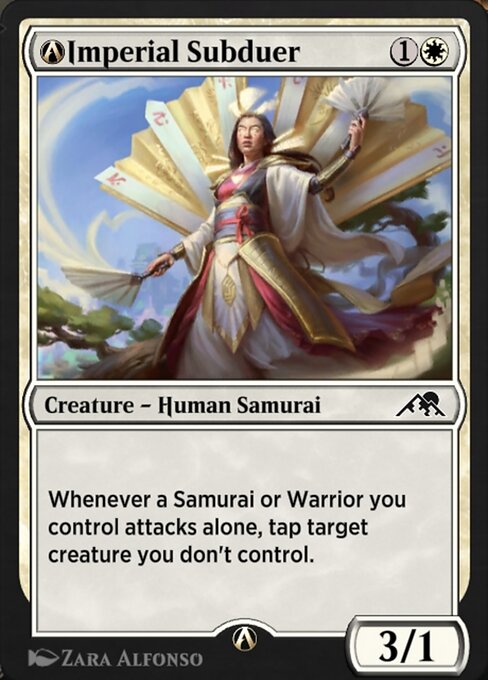 Imperial Subduer 1
Creature – Human Samurai
Whenever a Samurai or Warrior you
control attacks alone, tap target
creature you don't control.
3/1
Zara Alfonso